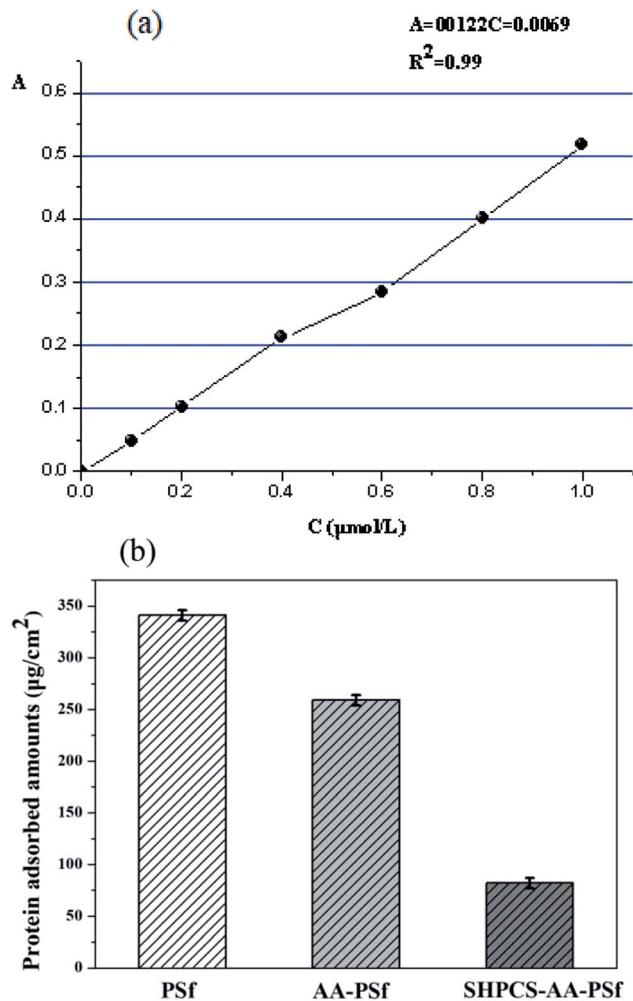 (a)
A=00122C=0.0069
R²=0.99
A
0.6
0.5
0.4
0.3
0.2
0.1
0.0
0.0 0.2 0.4 0.6 0.8 1.0
C (µmol/L)
(b)
Protein adsorbed amounts (µg/cm²)
350
300
250
200
150
100
50
0
PSf AA-PSf SHPCS-AA-PSf